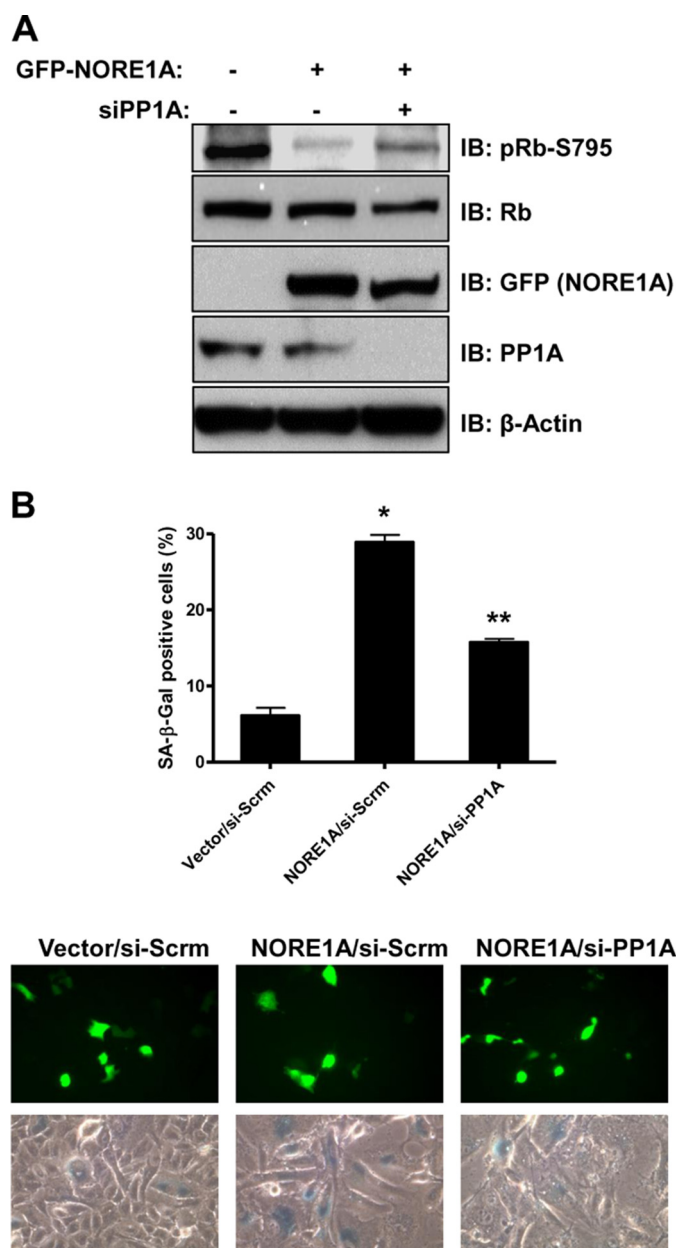 A
GFP-NORE1A: - + +
siPP1A: - - +
IB: pRb-S795
IB: Rb
IB: GFP (NORE1A)
IB: PP1A
IB: β-Actin
B
SA-β-Gal positive cells (%)
30
20
10
0
*
**
Vector/si-Scrm
NORE1A/si-Scrm
NORE1A/si-PP1A
Vector/si-Scrm NORE1A/si-Scrm NORE1A/si-PP1A